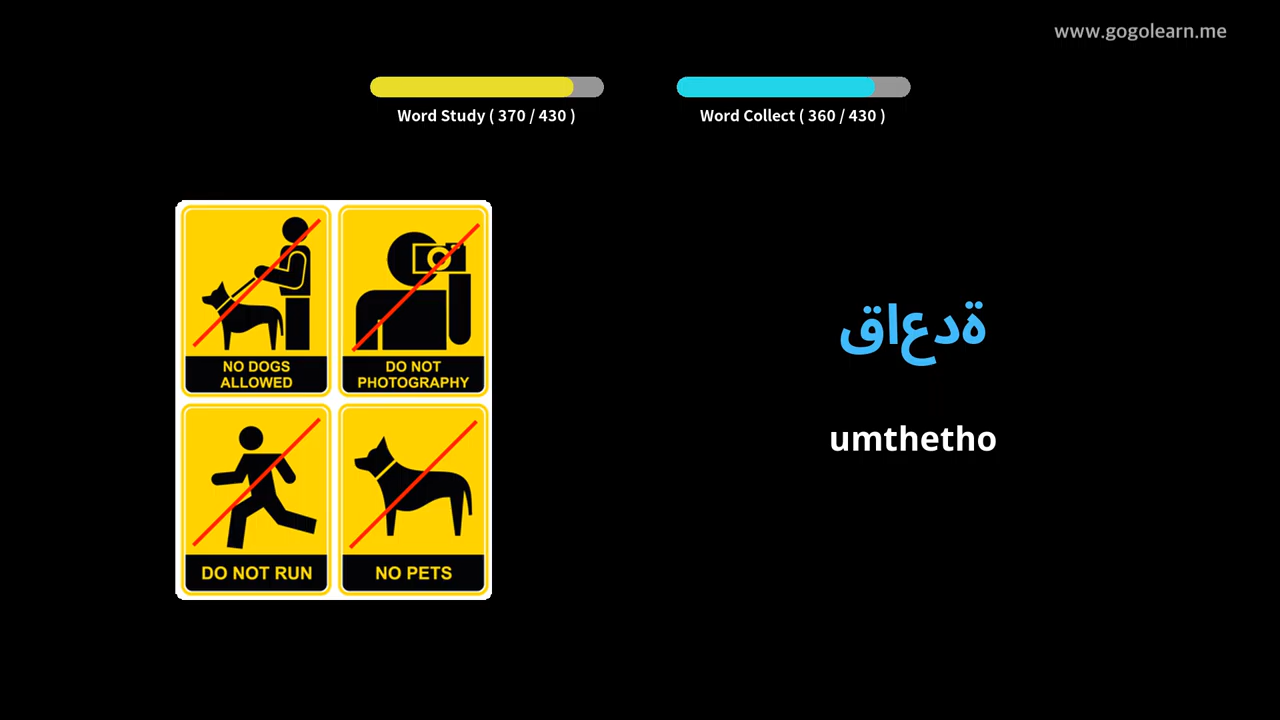 www.gogolearn.me
Word Study ( 370 / 430 )
Word Collect ( 360 / 430 )
NO DOGS
ALLOWED
DO NOT
PHOTOGRAPHY
DO NOT RUN
NO PETS
قاعدة
umthetho